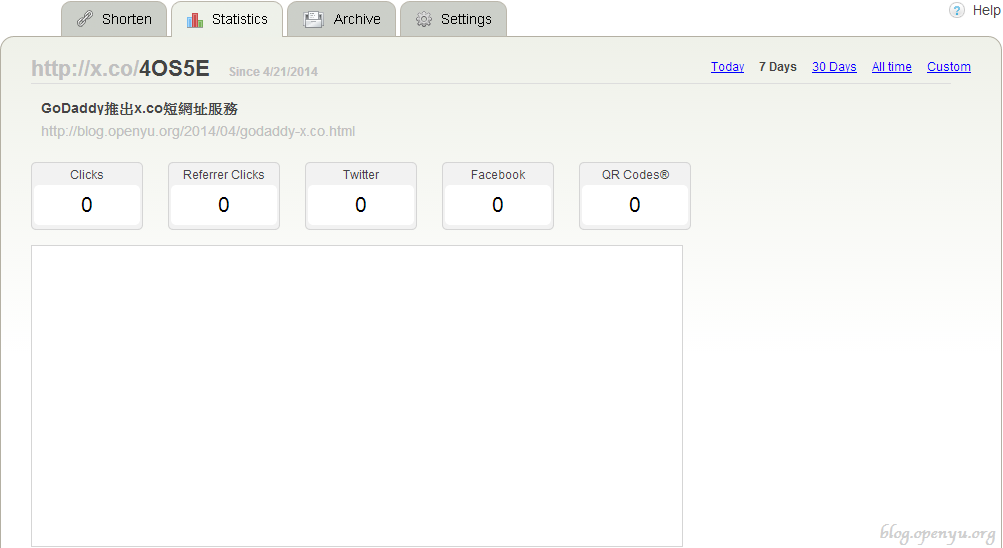 Shorten Statistics Archive Settings Help
http://x.co/4OS5E Since 4/21/2014 Today 7 Days 30 Days All time Custom
GoDaddy推出x.co短網址服務
http://blog.openyu.org/2014/04/godaddy-x.co.html
Clicks Referrer Clicks Twitter Facebook QR Codes®
0 0 0 0 0
blog.openyu.org